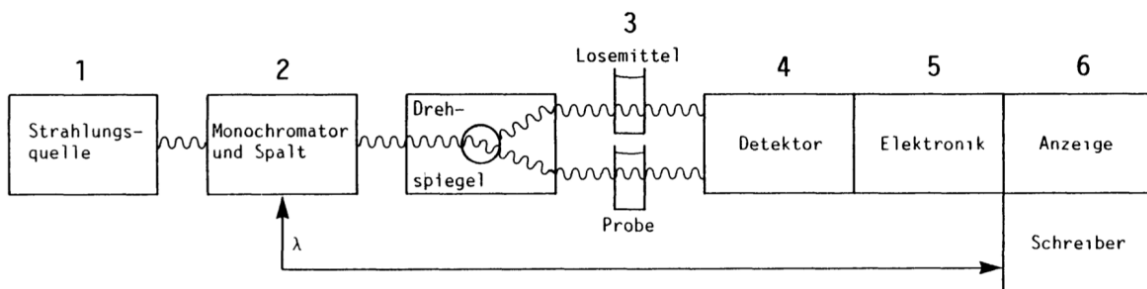 1
2
3
4
5
6
Losemittel
Strahlungs-
quelle
Monochromator
und Spalt
Dreh-
spiegel
Probe
Detektor
Elektronik
Anzeige
Schreiber
λ